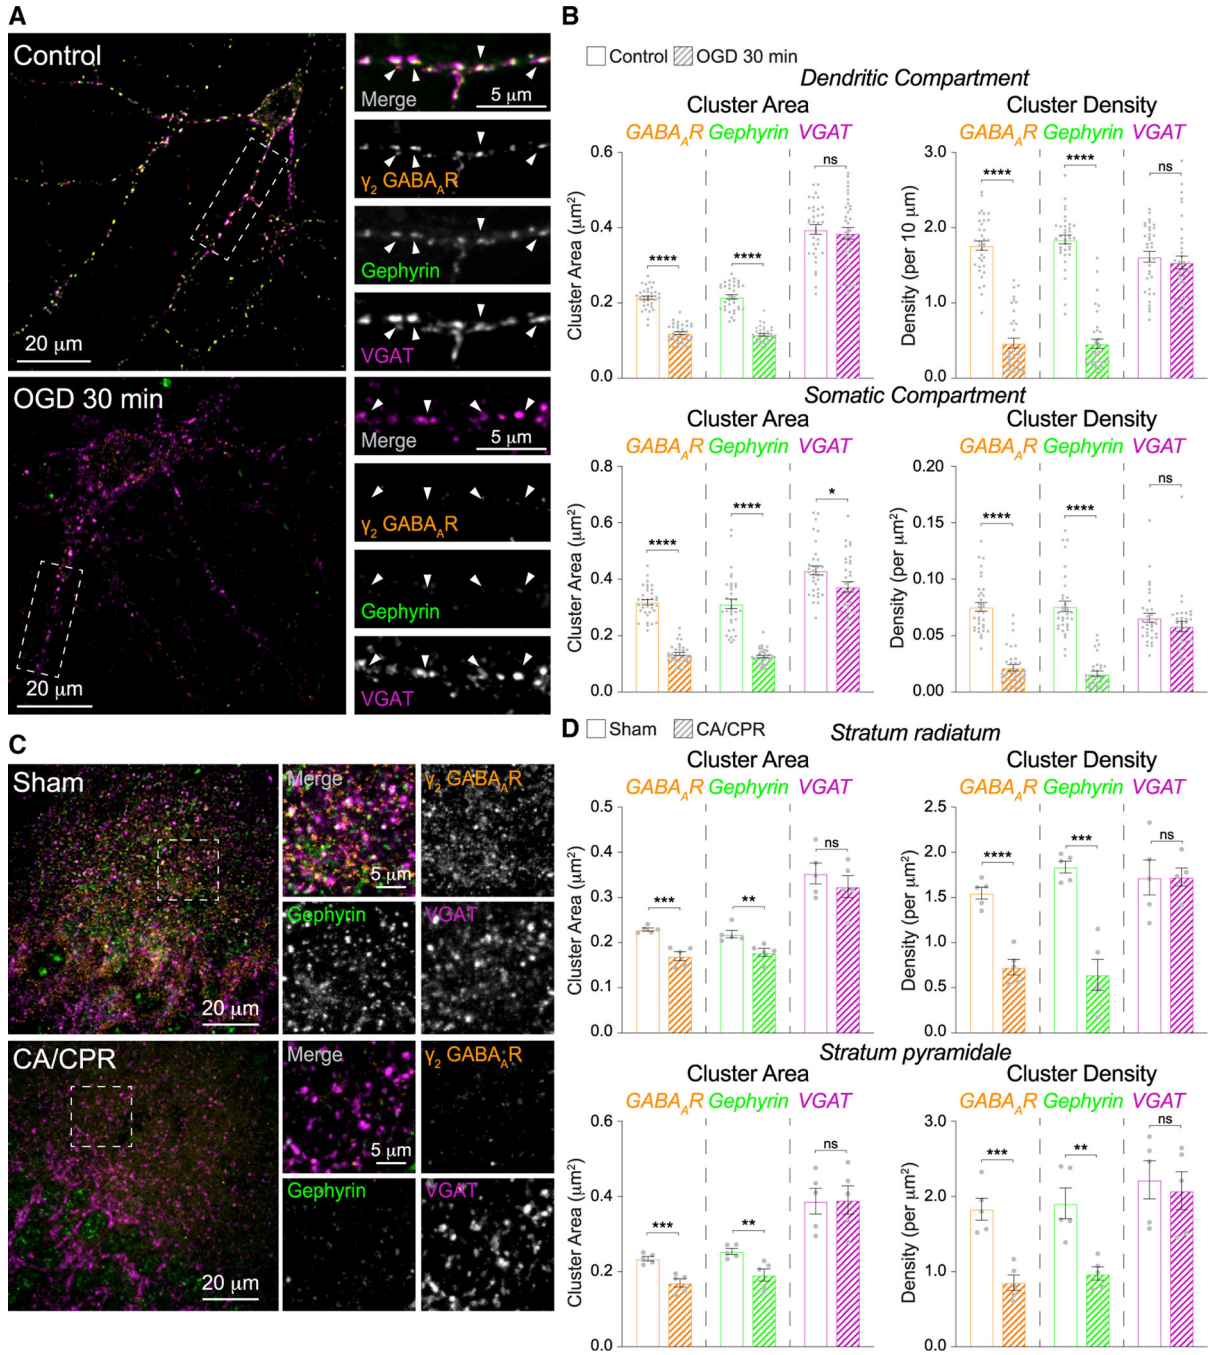 A
Control
20 μm
Merge
5 μm
γ2 GABAAR
Gephyrin
VGAT
OGD 30 min
20 μm
Merge
5 μm
γ2 GABAAR
Gephyrin
VGAT
B
Control OGD 30 min
Dendritic Compartment
Cluster Area
GABAAR Gephyrin VGAT
Cluster Area (μm²)
0.6
0.4
0.2
0.0
**** **** ns
Cluster Density
GABAAR Gephyrin VGAT
Density (per 10 μm)
3.0
2.0
1.0
0.0
**** **** ns
Somatic Compartment
Cluster Area
GABAAR Gephyrin VGAT
Cluster Area (μm²)
0.8
0.6
0.4
0.2
0.0
**** **** *
Cluster Density
GABAAR Gephyrin VGAT
Density (per μm²)
0.20
0.15
0.10
0.05
0.00
**** **** ns
C
Sham
20 μm
Merge
5 μm
γ2 GABAAR
Gephyrin
VGAT
CA/CPR
20 μm
Merge
5 μm
γ2 GABAAR
Gephyrin
VGAT
D
Sham CA/CPR
Stratum radiatum
Cluster Area
GABAAR Gephyrin VGAT
Cluster Area (μm²)
0.5
0.4
0.3
0.2
0.1
0.0
*** ** ns
Cluster Density
GABAAR Gephyrin VGAT
Density (per μm²)
2.5
2.0
1.5
1.0
0.5
0.0
**** *** ns
Stratum pyramidale
Cluster Area
GABAAR Gephyrin VGAT
Cluster Area (μm²)
0.6
0.4
0.2
0.0
*** ** ns
Cluster Density
GABAAR Gephyrin VGAT
Density (per μm²)
3.0
2.0
1.0
0.0
*** ** ns